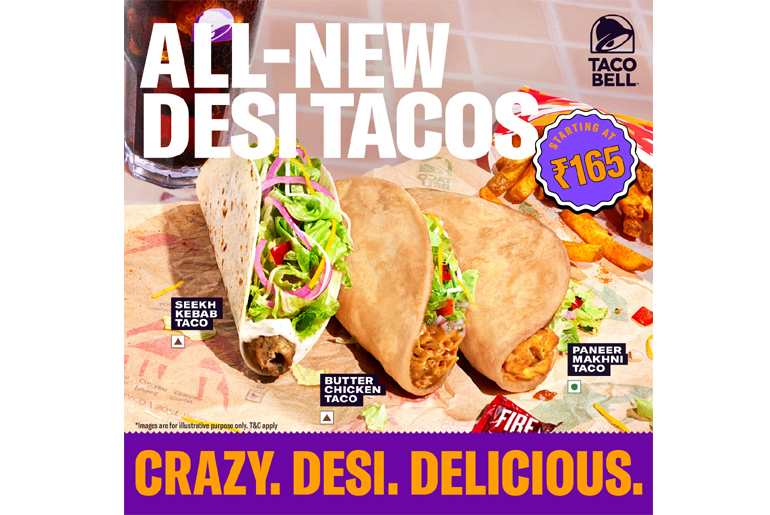 ALL-NEW
DESI TACOS
TACO
BELL
STARTING AT
₹165
SEEKH
KEBAB
TACO
BUTTER
CHICKEN
TACO
PANEER
MAKHNI
TACO
FIRE
*images are for illustrative purpose only. T&C apply
CRAZY. DESI. DELICIOUS.